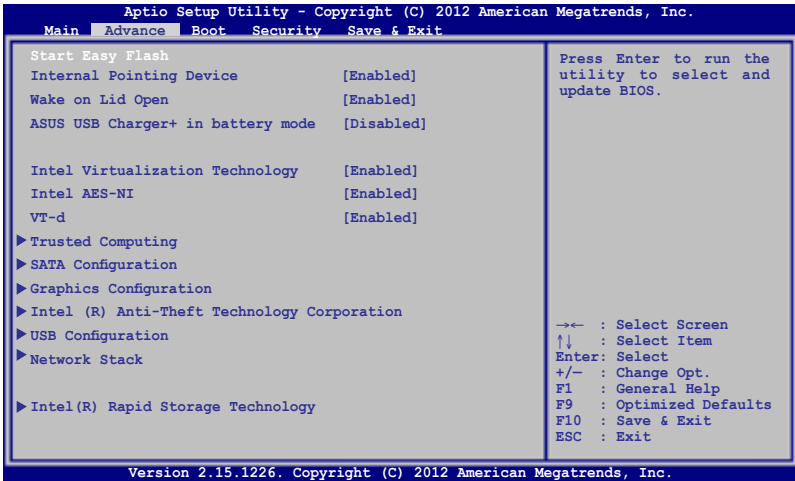 Aptio Setup Utility - Copyright (C) 2012 American Megatrends, Inc.
Main Advance Boot Security Save & Exit
Start Easy Flash
Internal Pointing Device [Enabled]
Wake on Lid Open [Enabled]
ASUS USB Charger+ in battery mode [Disabled]
Intel Virtualization Technology [Enabled]
Intel AES-NI [Enabled]
VT-d [Enabled]
Trusted Computing
SATA Configuration
Graphics Configuration
Intel (R) Anti-Theft Technology Corporation
USB Configuration
Network Stack
Intel(R) Rapid Storage Technology
Press Enter to run the
utility to select and
update BIOS.
→← : Select Screen
↑↓ : Select Item
Enter: Select
+/— : Change Opt.
F1 : General Help
F9 : Optimized Defaults
F10 : Save & Exit
ESC : Exit
Version 2.15.1226. Copyright (C) 2012 American Megatrends, Inc.